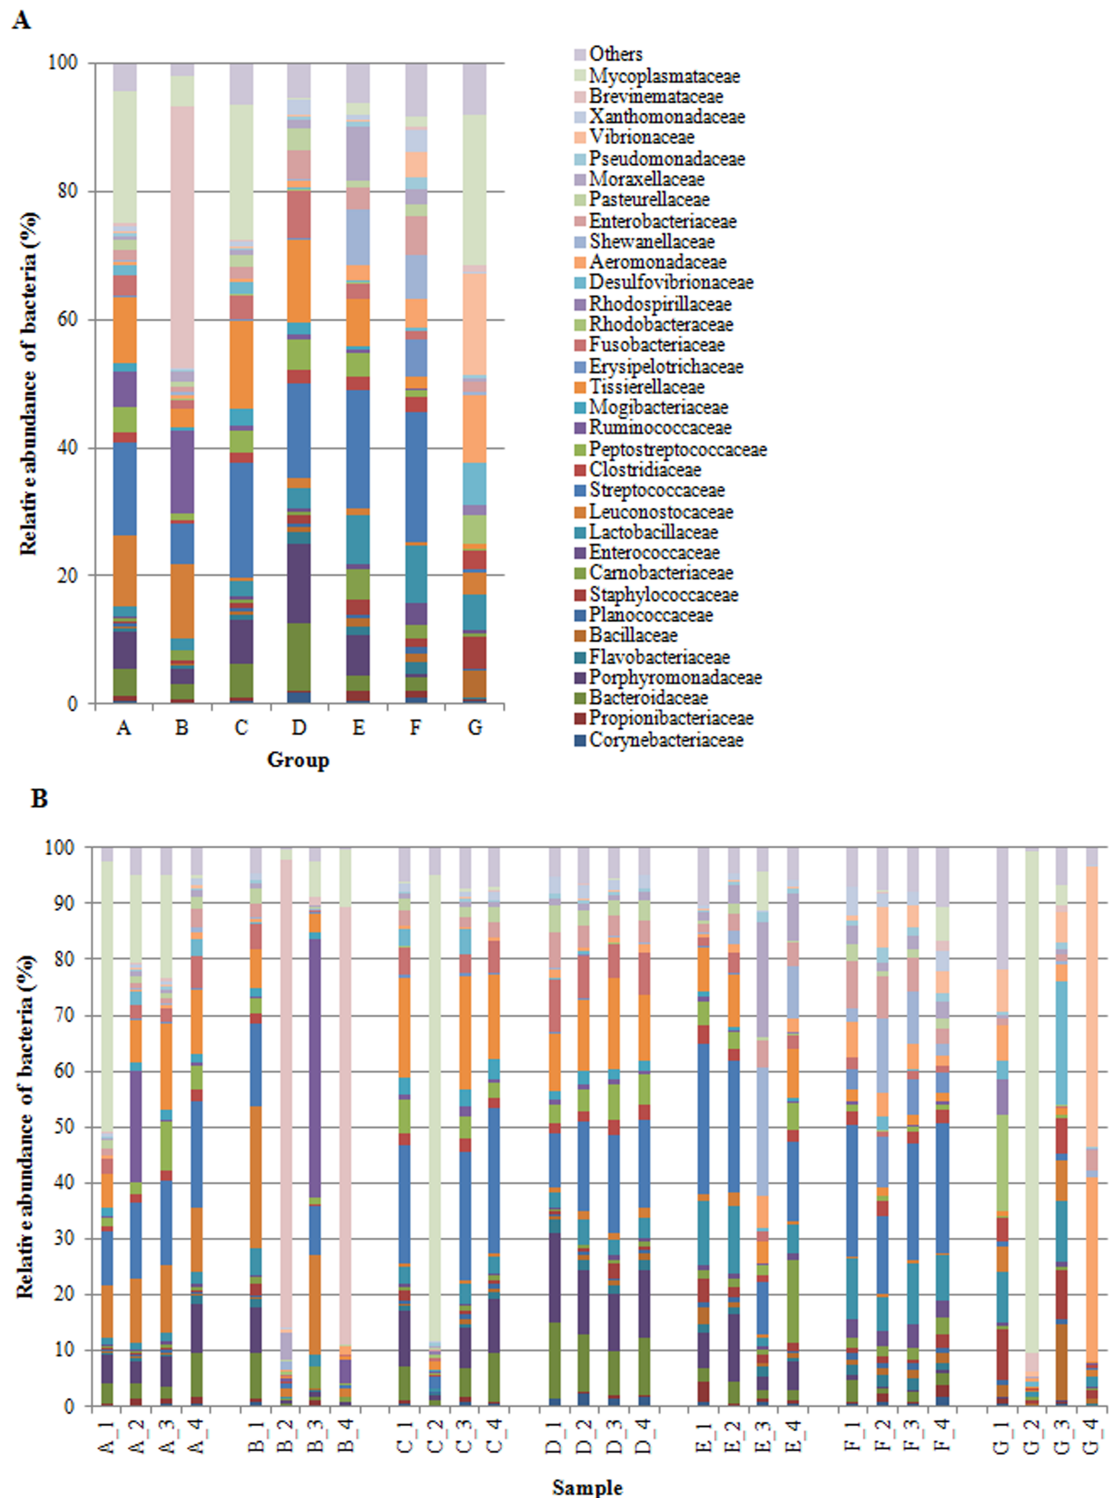 A
Relative abundance of bacteria (%)
100
80
60
40
20
0
A B C D E F G
Group
Others
Mycoplasmataceae
Brevinemataceae
Xanthomonadaceae
Vibrionaceae
Pseudomonadaceae
Moraxellaceae
Pasteurellaceae
Enterobacteriaceae
Shewanellaceae
Aeromonadaceae
Desulfovibrionaceae
Rhodospirillaceae
Rhodobacteraceae
Fusobacteriaceae
Erysipelotrichaceae
Tissierellaceae
Mogibacteriaceae
Ruminococcaceae
Peptostreptococcaceae
Clostridiaceae
Streptococcaceae
Leuconostocaceae
Lactobacillaceae
Enterococcaceae
Carnobacteriaceae
Staphylococcaceae
Planococcaceae
Bacillaceae
Flavobacteriaceae
Porphyromonadaceae
Bacteroidaceae
Propionibacteriaceae
Corynebacteriaceae
B
Relative abundance of bacteria (%)
100
90
80
70
60
50
40
30
20
10
0
A_1 A_2 A_3 A_4 B_1 B_2 B_3 B_4 C_1 C_2 C_3 C_4 D_1 D_2 D_3 D_4 E_1 E_2 E_3 E_4 F_1 F_2 F_3 F_4 G_1 G_2 G_3 G_4
Sample